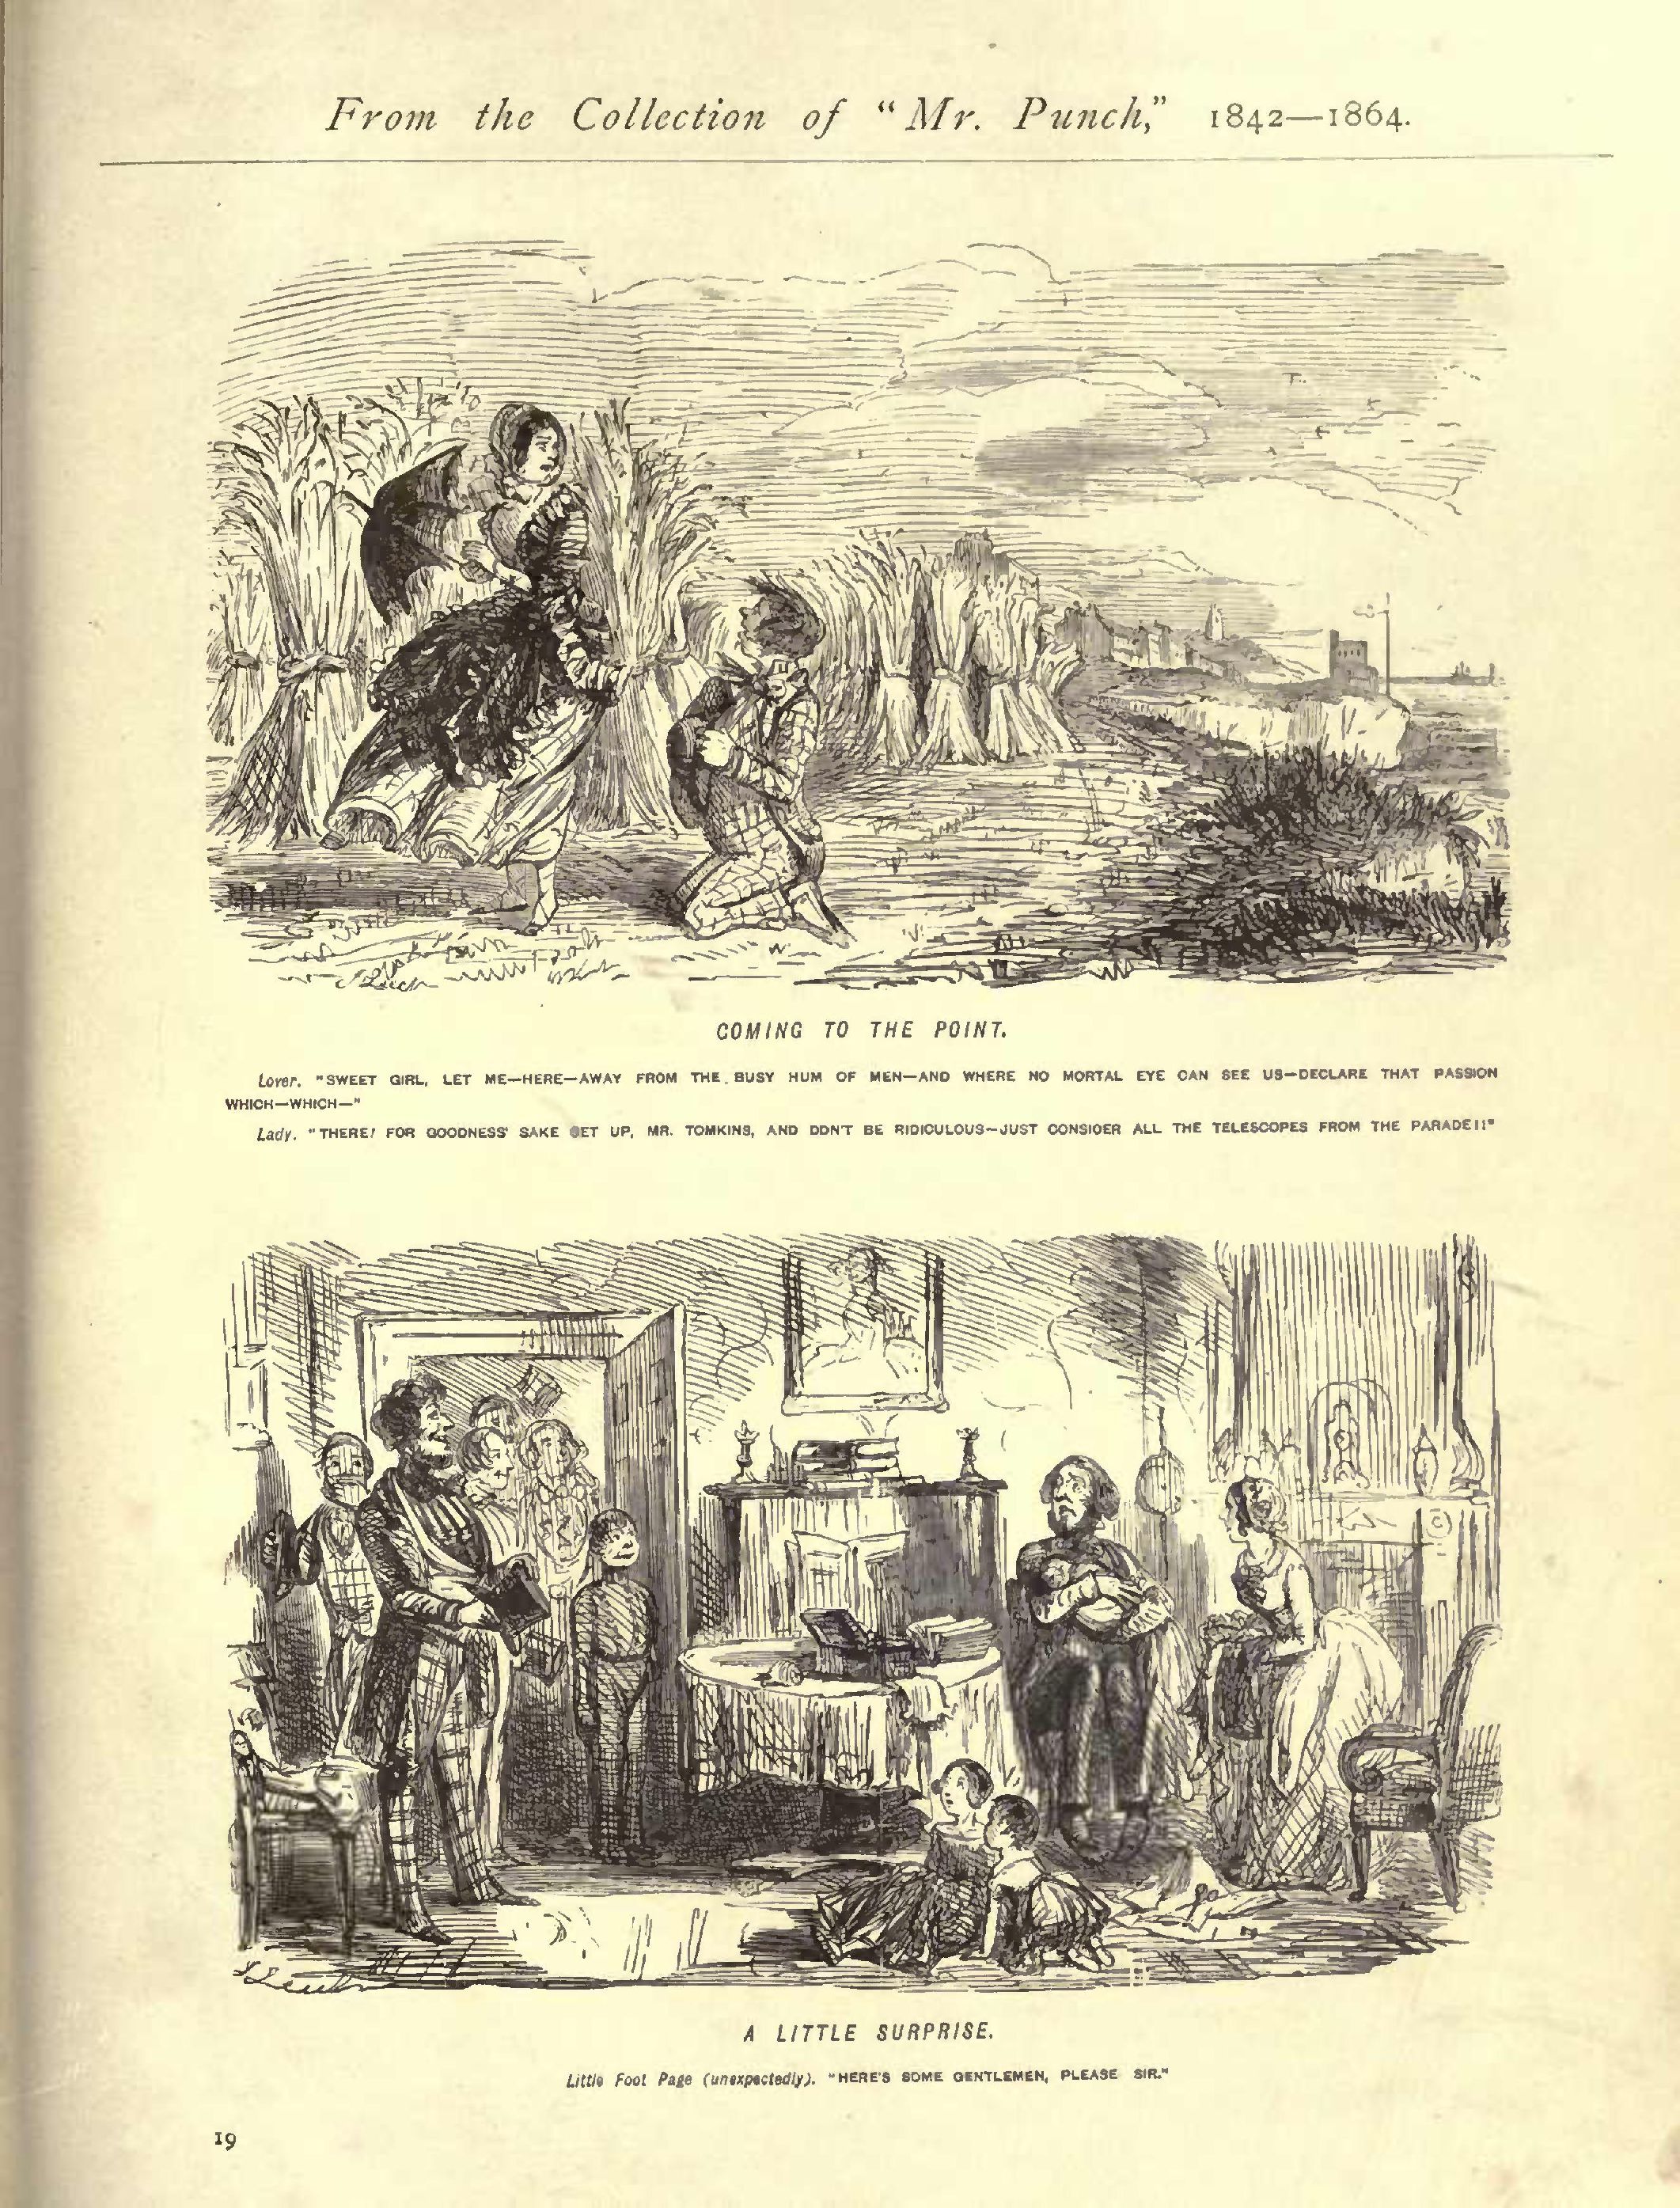 From the Collection of “Mr. Punch,” 1842—1864.
J Leech
COMING TO THE POINT.
Lover. "SWEET GIRL, LET ME—HERE—AWAY FROM THE BUSY HUM OF MEN—AND WHERE NO MORTAL EYE CAN SEE US—DECLARE THAT PASSION
WHICH—WHICH—"
Lady. "THERE! FOR GOODNESS' SAKE GET UP, MR. TOMKINS, AND DON'T BE RIDICULOUS—JUST CONSIDER ALL THE TELESCOPES FROM THE PARADE!!"
J Leech
A LITTLE SURPRISE.
Little Foot Page (unexpectedly). "HERE'S SOME GENTLEMEN, PLEASE SIR."
19